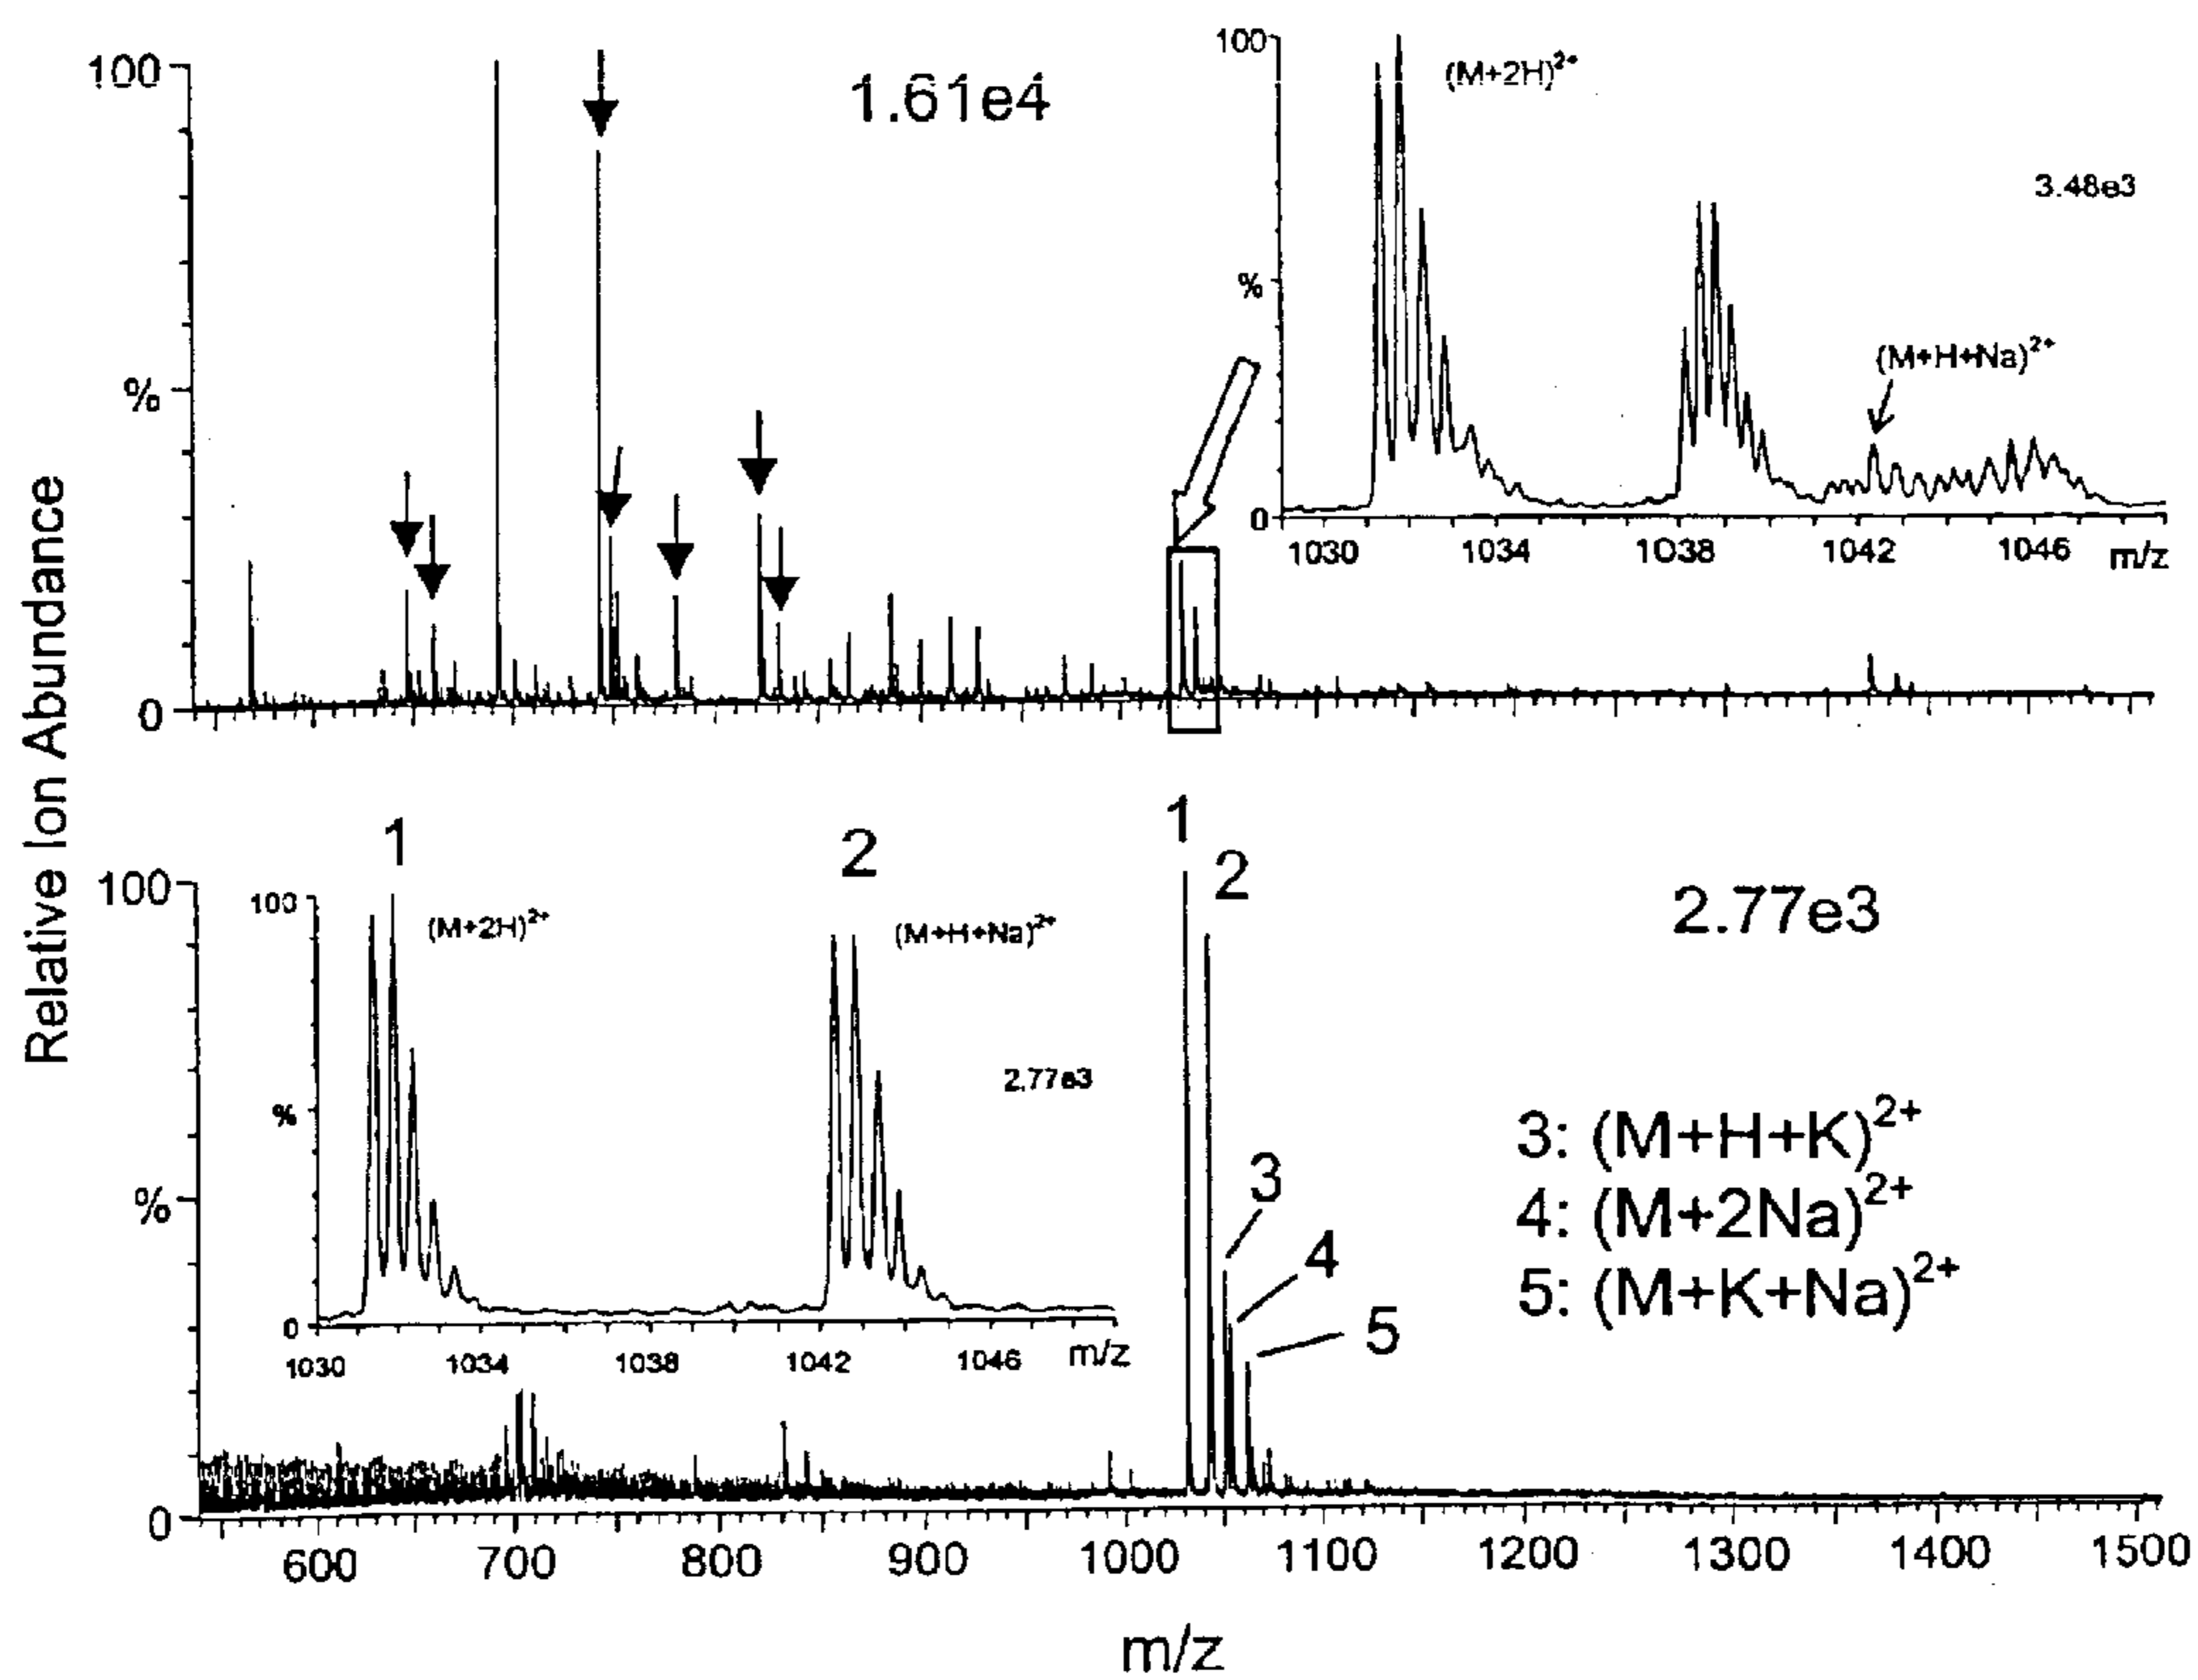 Relative Ion Abundance
100
%
0
1.61e4
100
%
0
(M+2H)²⁺
3.48e3
(M+H+Na)²⁺
1030 1034 1038 1042 1046 m/z
100
%
0
1
2
100
%
0
(M+2H)²⁺
(M+H+Na)²⁺
2.77e3
1030 1034 1038 1042 1046 m/z
1
2
3
4
5
2.77e3
3: (M+H+K)²⁺
4: (M+2Na)²⁺
5: (M+K+Na)²⁺
600 700 800 900 1000 1100 1200 1300 1400 1500
m/z